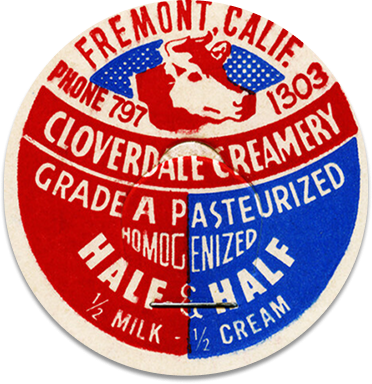 FREMONT, CALIF.
PHONE 797 1303
CLOVERDALE CREAMERY
GRADE A PASTEURIZED
HOMOGENIZED
HALF & HALF
½ MILK - ½ CREAM